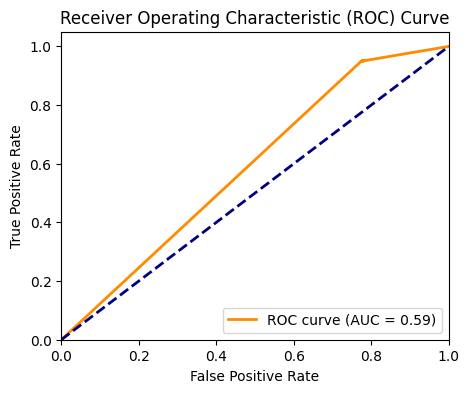 Receiver Operating Characteristic (ROC) Curve
1.0
0.8
0.6
0.4
0.2
0.0
True Positive Rate
ROC curve (AUC = 0.59)
0.0 0.2 0.4 0.6 0.8 1.0
False Positive Rate